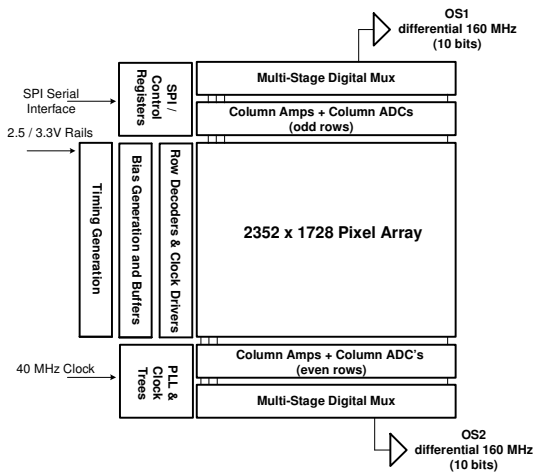 OS1
differential 160 MHz
(10 bits)
Multi-Stage Digital Mux
SPI /
Control
Registers
SPI Serial
Interface
Column Amps + Column ADCs
(odd rows)
2.5 / 3.3V Rails
Timing Generation
Bias Generation and Buffers
Row Decoders & Clock Drivers
2352 x 1728 Pixel Array
40 MHz Clock
PLL &
Clock
Trees
Column Amps + Column ADC's
(even rows)
Multi-Stage Digital Mux
OS2
differential 160 MHz
(10 bits)